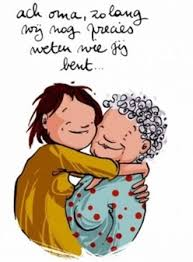 ach oma, zolang
wij nog precies
weten wie jij
bent...